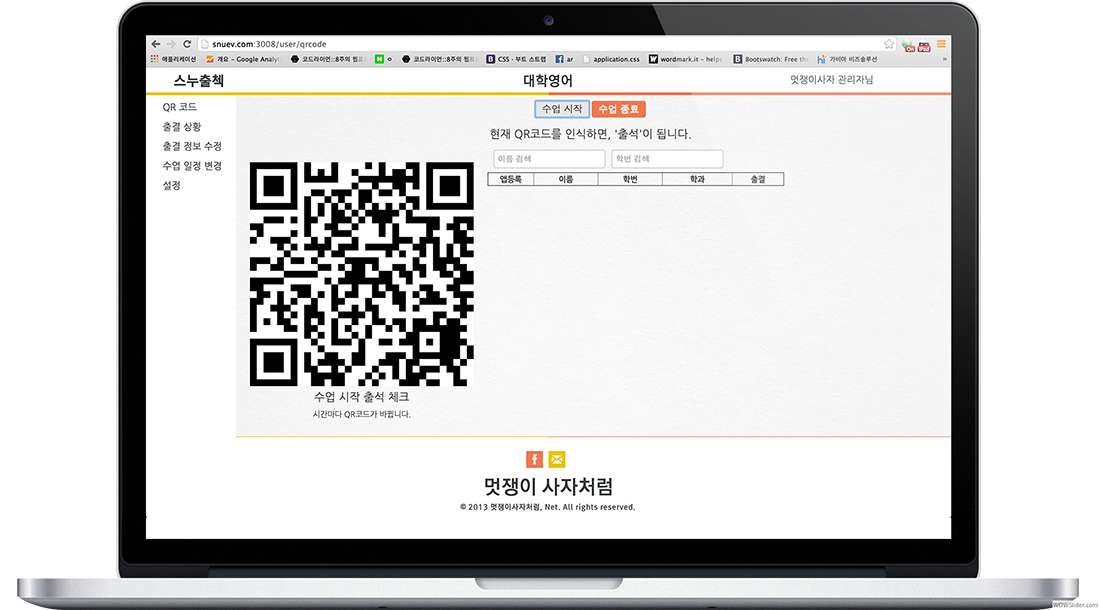 snuev.com:3008/user/qrcode
애플리케이션 개요 – Google Analyt 코드라이언:::8주의 웹프 o 코드라이언:::8주의 웹프 CSS · 부트스트랩 ar application.css wordmark.it – helps Bootswatch: Free the 가비아 비즈솔루션 »
스누출첵 대학영어 멋쟁이사자 관리자님
QR 코드
출결 상황
출결 정보 수정
수업 일정 변경
설정
수업 시작 수업 종료
현재 QR코드를 인식하면, '출석'이 됩니다.
이름 검색 학번 검색
앱등록 이름 학번 학과 출결
수업 시작 출석 체크
시간마다 QR코드가 바뀝니다.
멋쟁이 사자처럼
© 2013 멋쟁이사자처럼, Net. All rights reserved.
WOWSlider.com